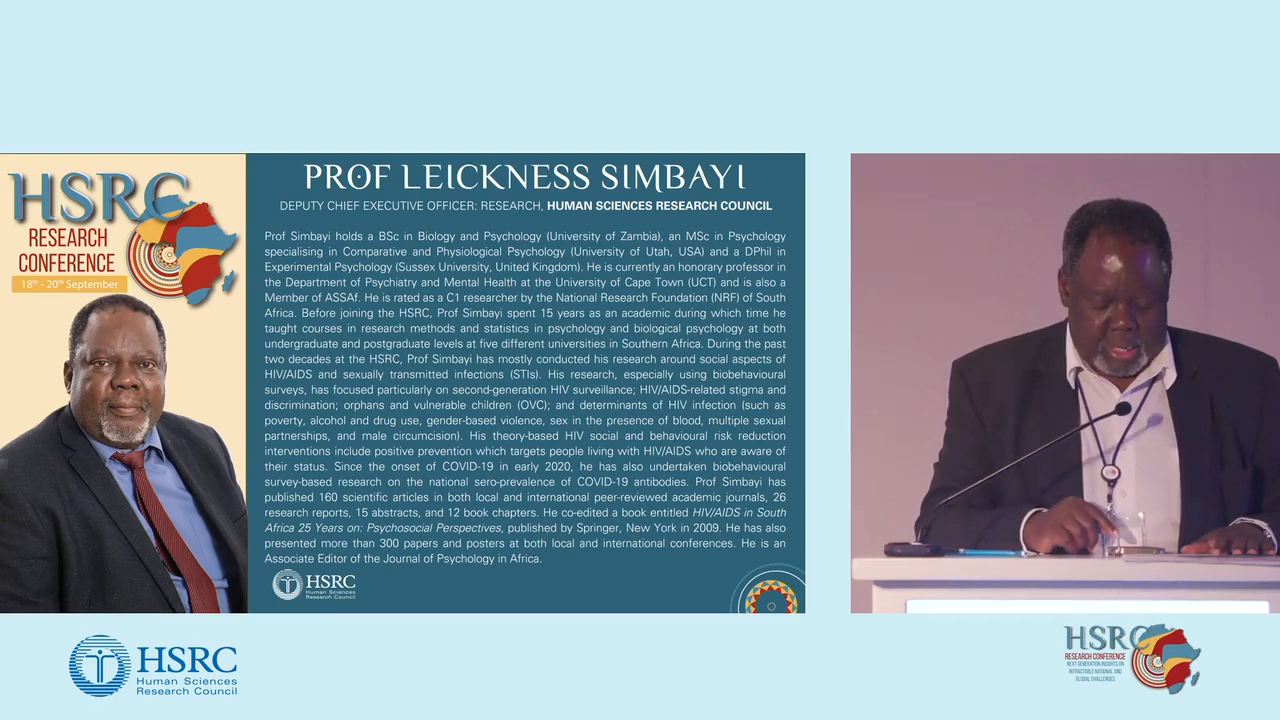 HSRC
RESEARCH
CONFERENCE
18th - 20th September
PROF LEICKNESS SIMBAYI
DEPUTY CHIEF EXECUTIVE OFFICER: RESEARCH, HUMAN SCIENCES RESEARCH COUNCIL
Prof Simbayi holds a BSc in Biology and Psychology (University of Zambia), an MSc in Psychology
specialising in Comparative and Physiological Psychology (University of Utah, USA) and a DPhil in
Experimental Psychology (Sussex University, United Kingdom). He is currently an honorary professor in
the Department of Psychiatry and Mental Health at the University of Cape Town (UCT) and is also a
Member of ASSAf. He is rated as a C1 researcher by the National Research Foundation (NRF) of South
Africa. Before joining the HSRC, Prof Simbayi spent 15 years as an academic during which time he
taught courses in research methods and statistics in psychology and biological psychology at both
undergraduate and postgraduate levels at five different universities in Southern Africa. During the past
two decades at the HSRC, Prof Simbayi has mostly conducted his research around social aspects of
HIV/AIDS and sexually transmitted infections (STIs). His research, especially using biobehavioural
surveys, has focused particularly on second-generation HIV surveillance; HIV/AIDS-related stigma and
discrimination; orphans and vulnerable children (OVC); and determinants of HIV infection (such as
poverty, alcohol and drug use, gender-based violence, sex in the presence of blood, multiple sexual
partnerships, and male circumcision). His theory-based HIV social and behavioural risk reduction
interventions include positive prevention which targets people living with HIV/AIDS who are aware of
their status. Since the onset of COVID-19 in early 2020, he has also undertaken biobehavioural
survey-based research on the national sero-prevalence of COVID-19 antibodies. Prof Simbayi has
published 160 scientific articles in both local and international peer-reviewed academic journals, 26
research reports, 15 abstracts, and 12 book chapters. He co-edited a book entitled HIV/AIDS in South
Africa 25 Years on: Psychosocial Perspectives, published by Springer, New York in 2009. He has also
presented more than 300 papers and posters at both local and international conferences. He is an
Associate Editor of the Journal of Psychology in Africa.
HSRC
Human Sciences
Research Council
HSRC
Human Sciences
Research Council
HSRC
RESEARCH CONFERENCE
NEXT GENERATION INSIGHTS ON
INTRACTABLE NATIONAL AND
GLOBAL CHALLENGES